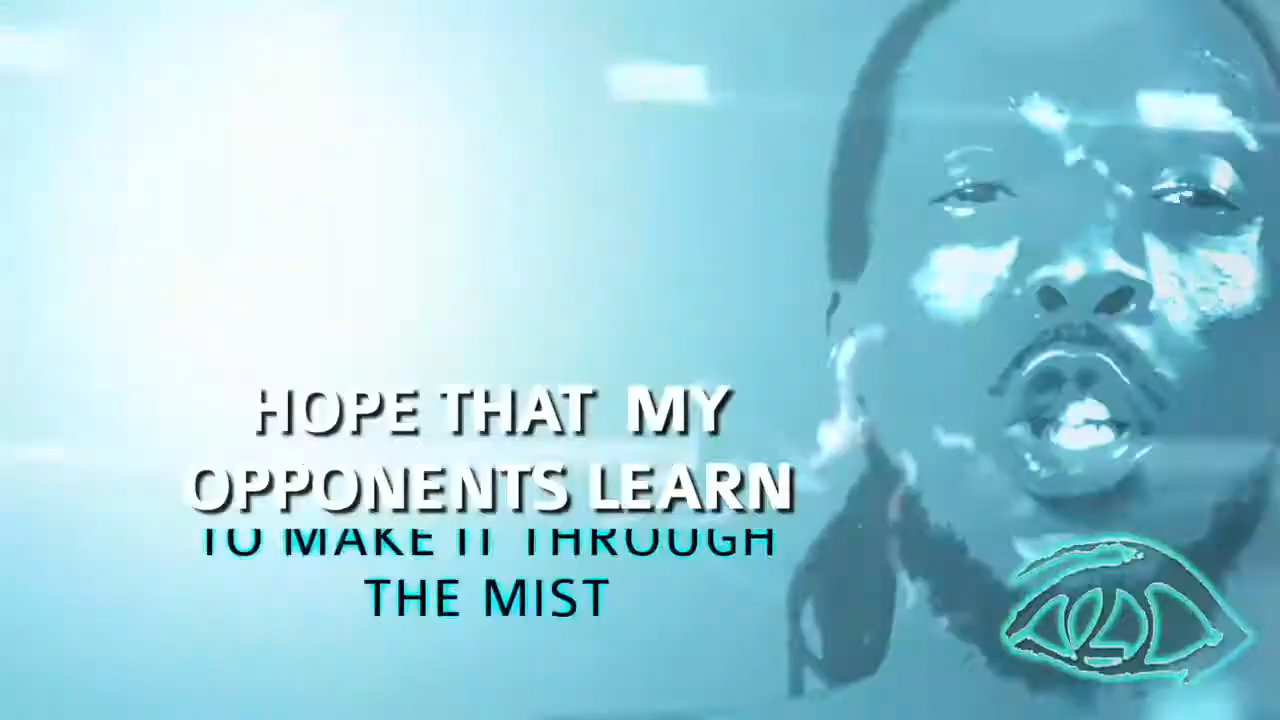 HOPE THAT MY
OPPONENTS LEARN
TO MAKE IT THROUGH
THE MIST